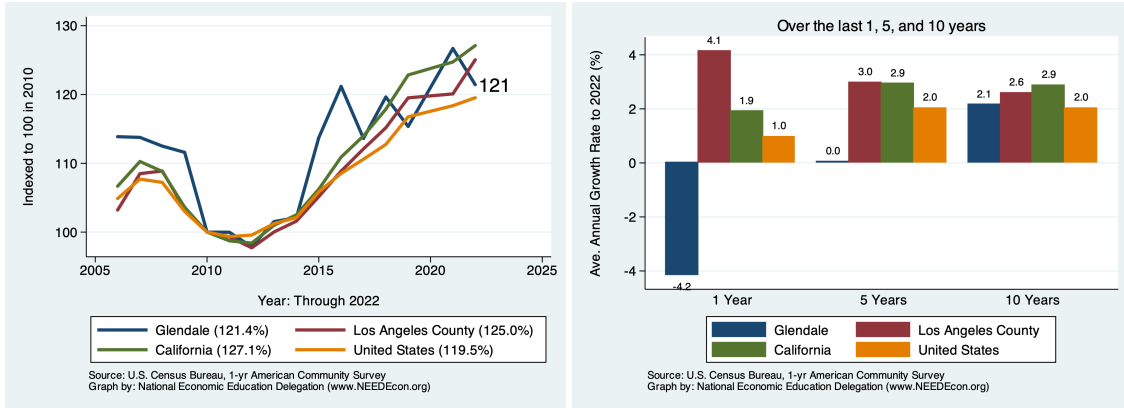 130
120
110
100
Indexed to 100 in 2010
121
2005 2010 2015 2020 2025
Year: Through 2022
Glendale (121.4%) Los Angeles County (125.0%)
California (127.1%) United States (119.5%)
Source: U.S. Census Bureau, 1-yr American Community Survey
Graph by: National Economic Education Delegation (www.NEEDEcon.org)
Over the last 1, 5, and 10 years
Ave. Annual Growth Rate to 2022 (%)
4
2
0
-2
-4
-4.2 4.1 1.9 1.0
0.0 3.0 2.9 2.0
2.1 2.6 2.9 2.0
1 Year 5 Years 10 Years
Glendale Los Angeles County
California United States
Source: U.S. Census Bureau, 1-yr American Community Survey
Graph by: National Economic Education Delegation (www.NEEDEcon.org)